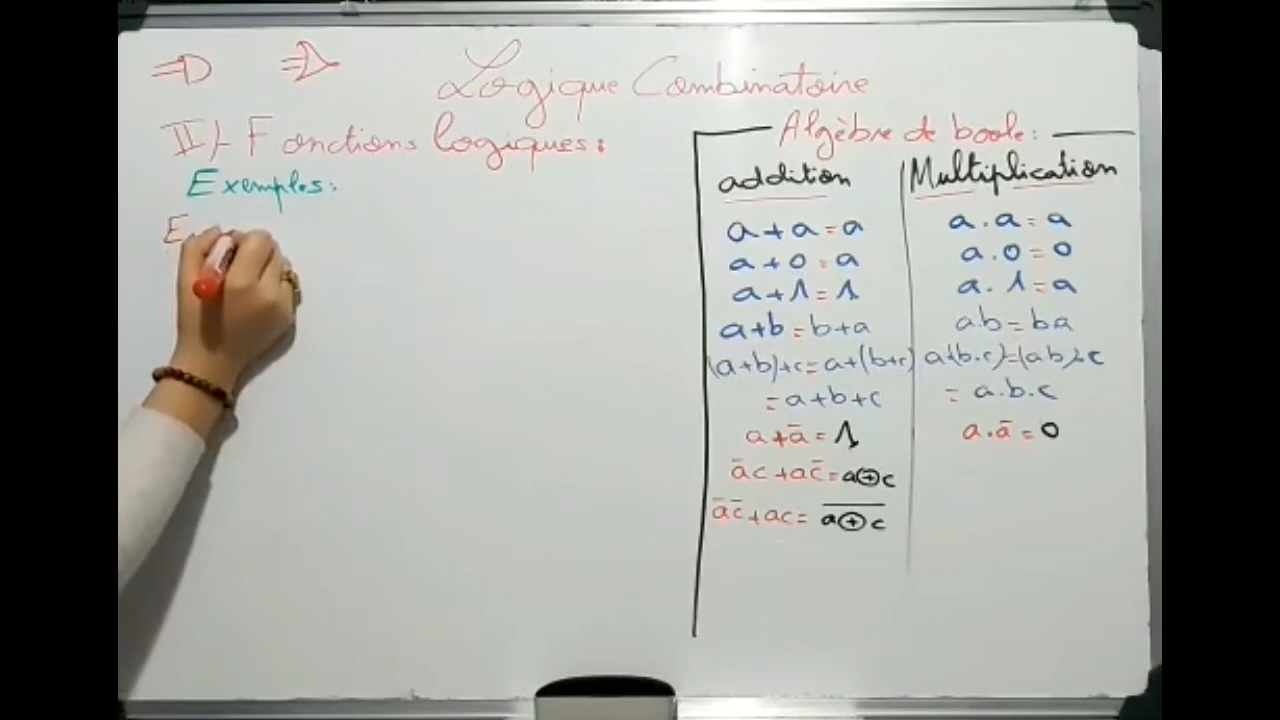 Logique Combinatoire
II/- Fonctions logiques:
Exemples:
Algèbre de boole:
addition
a + a = a
a + 0 = a
a + 1 = 1
a + b = b + a
(a + b) + c = a + (b + c)
= a + b + c
a + ā = 1
āc + ac̄ = a ⊕ c
āc̄ + ac = a̅ ̅⊕̅ ̅c̅
Multiplication
a . a = a
a . 0 = 0
a . 1 = a
ab = ba
a(b.c) = (ab).c
= a.b.c
a . ā = 0